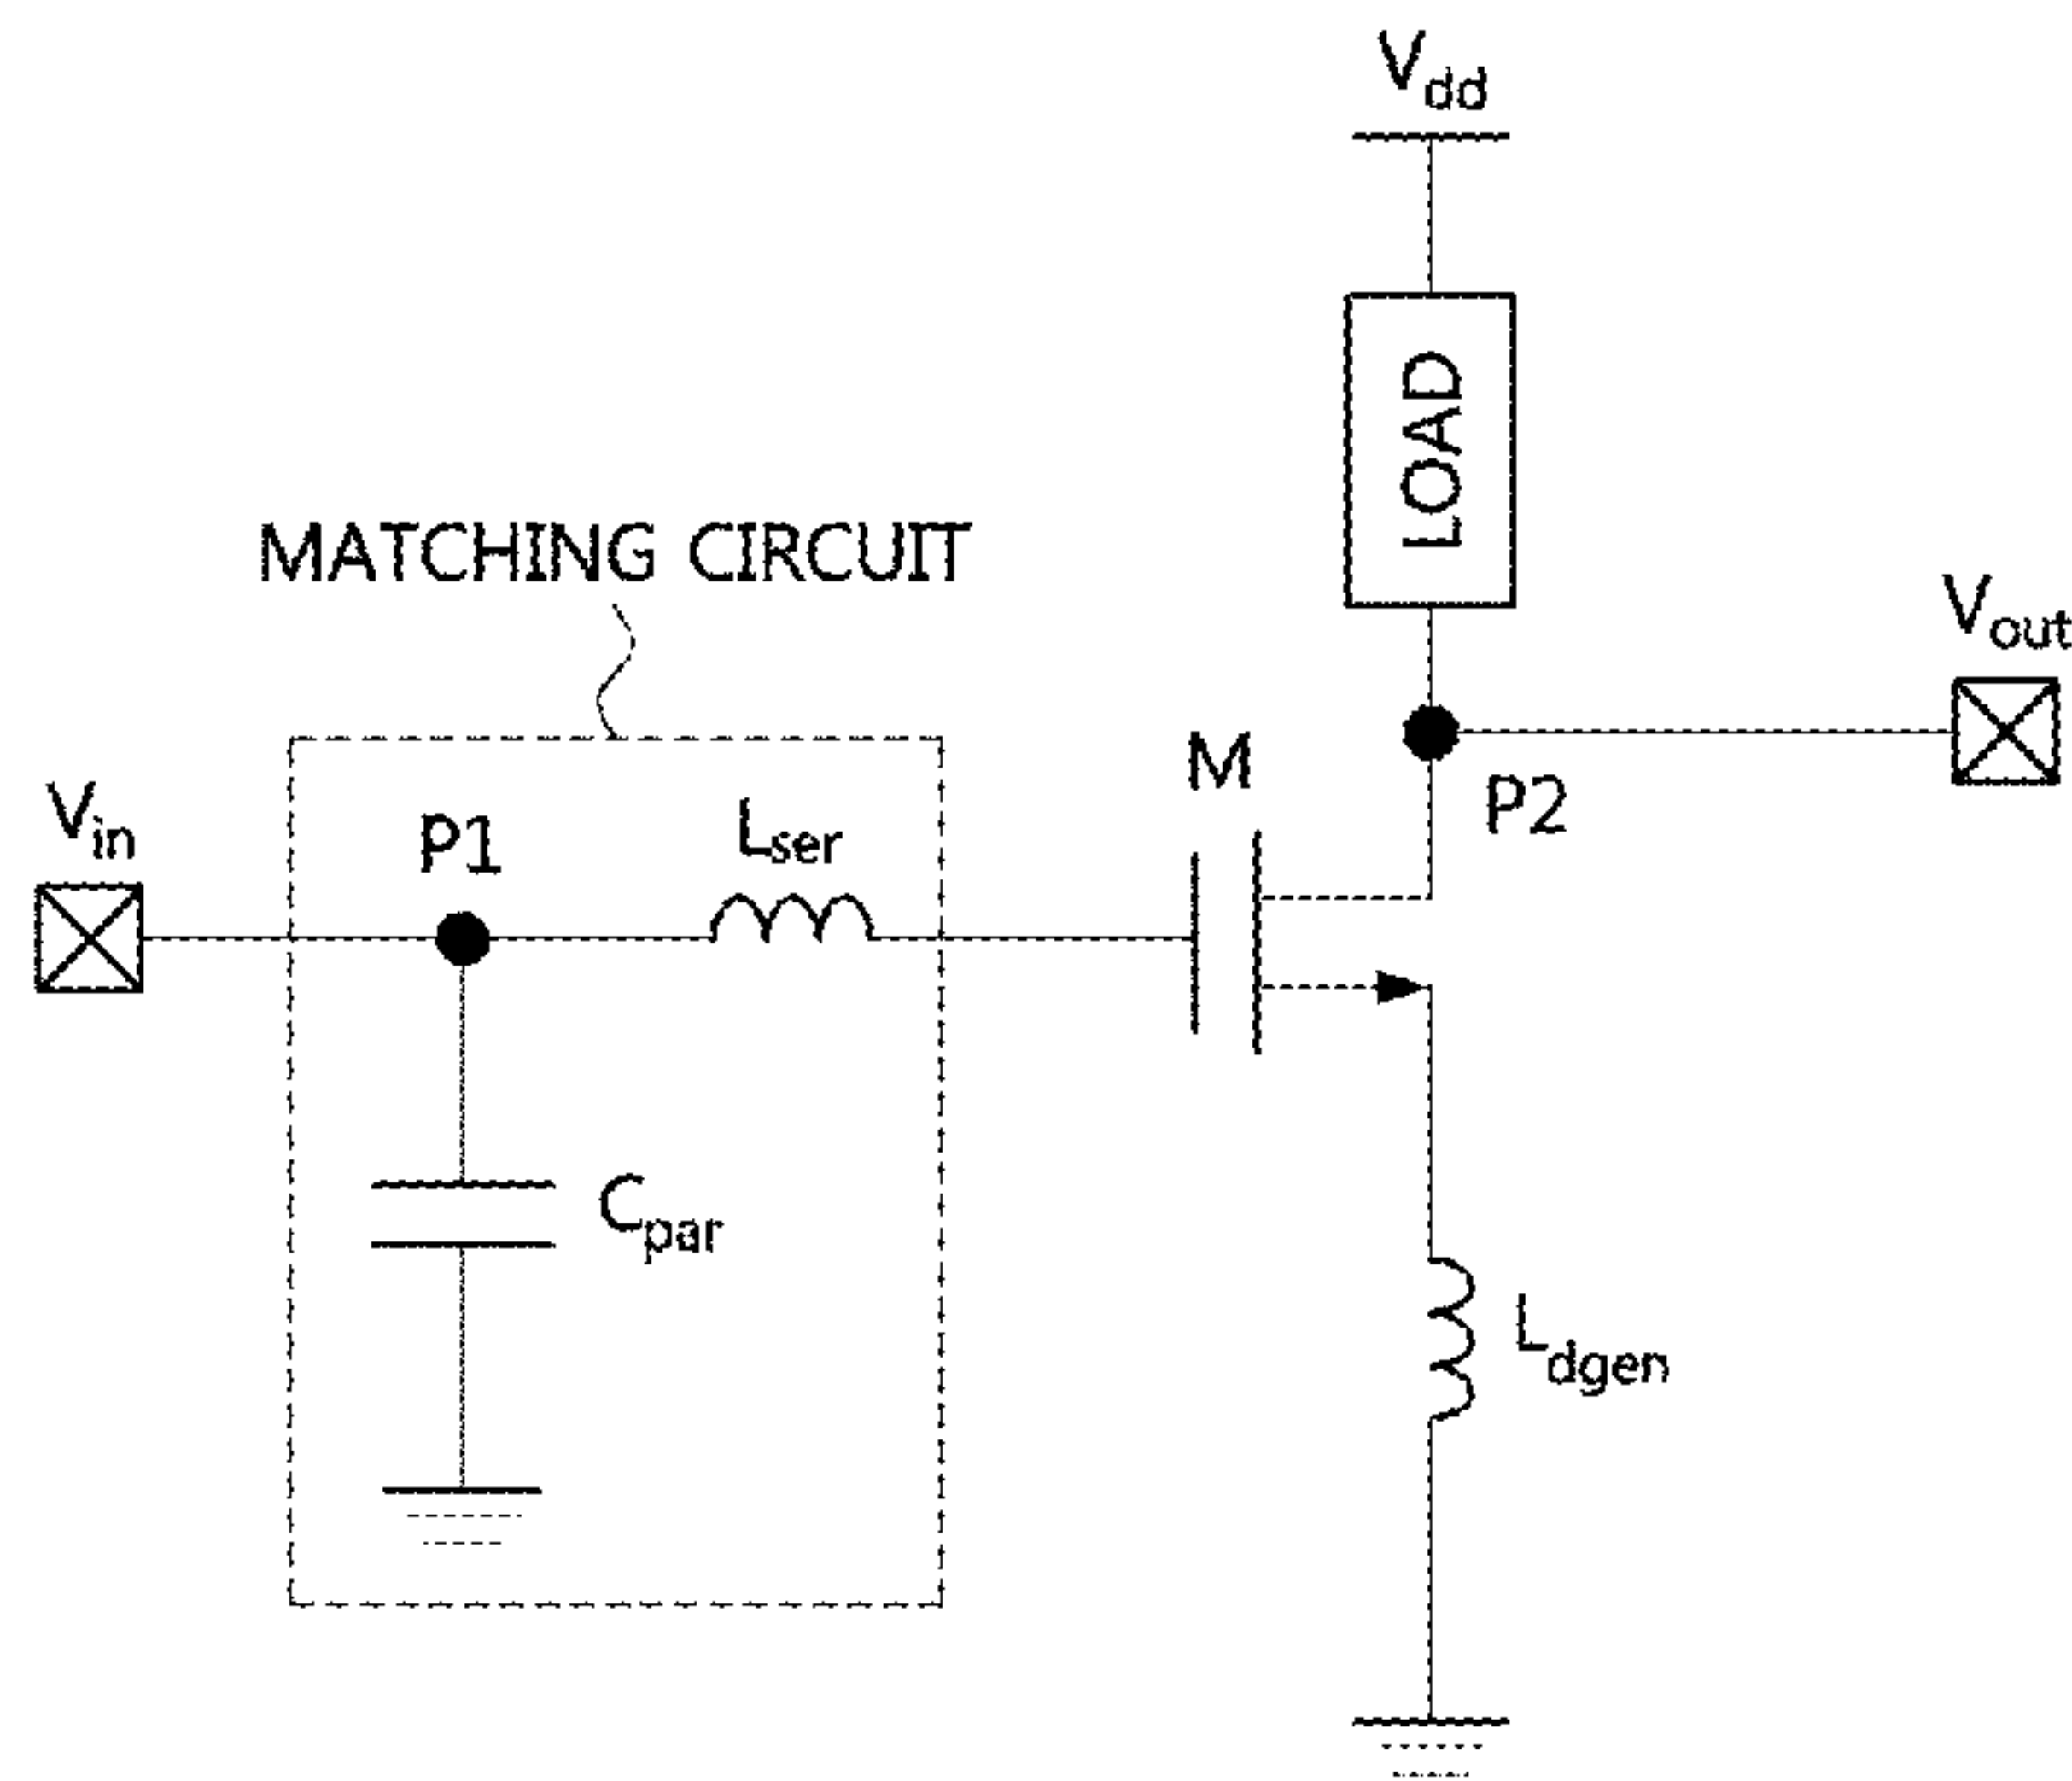 Vdd
LOAD
MATCHING CIRCUIT
Vout
M
P2
Vin
P1
Lser
Cpar
Ldgen